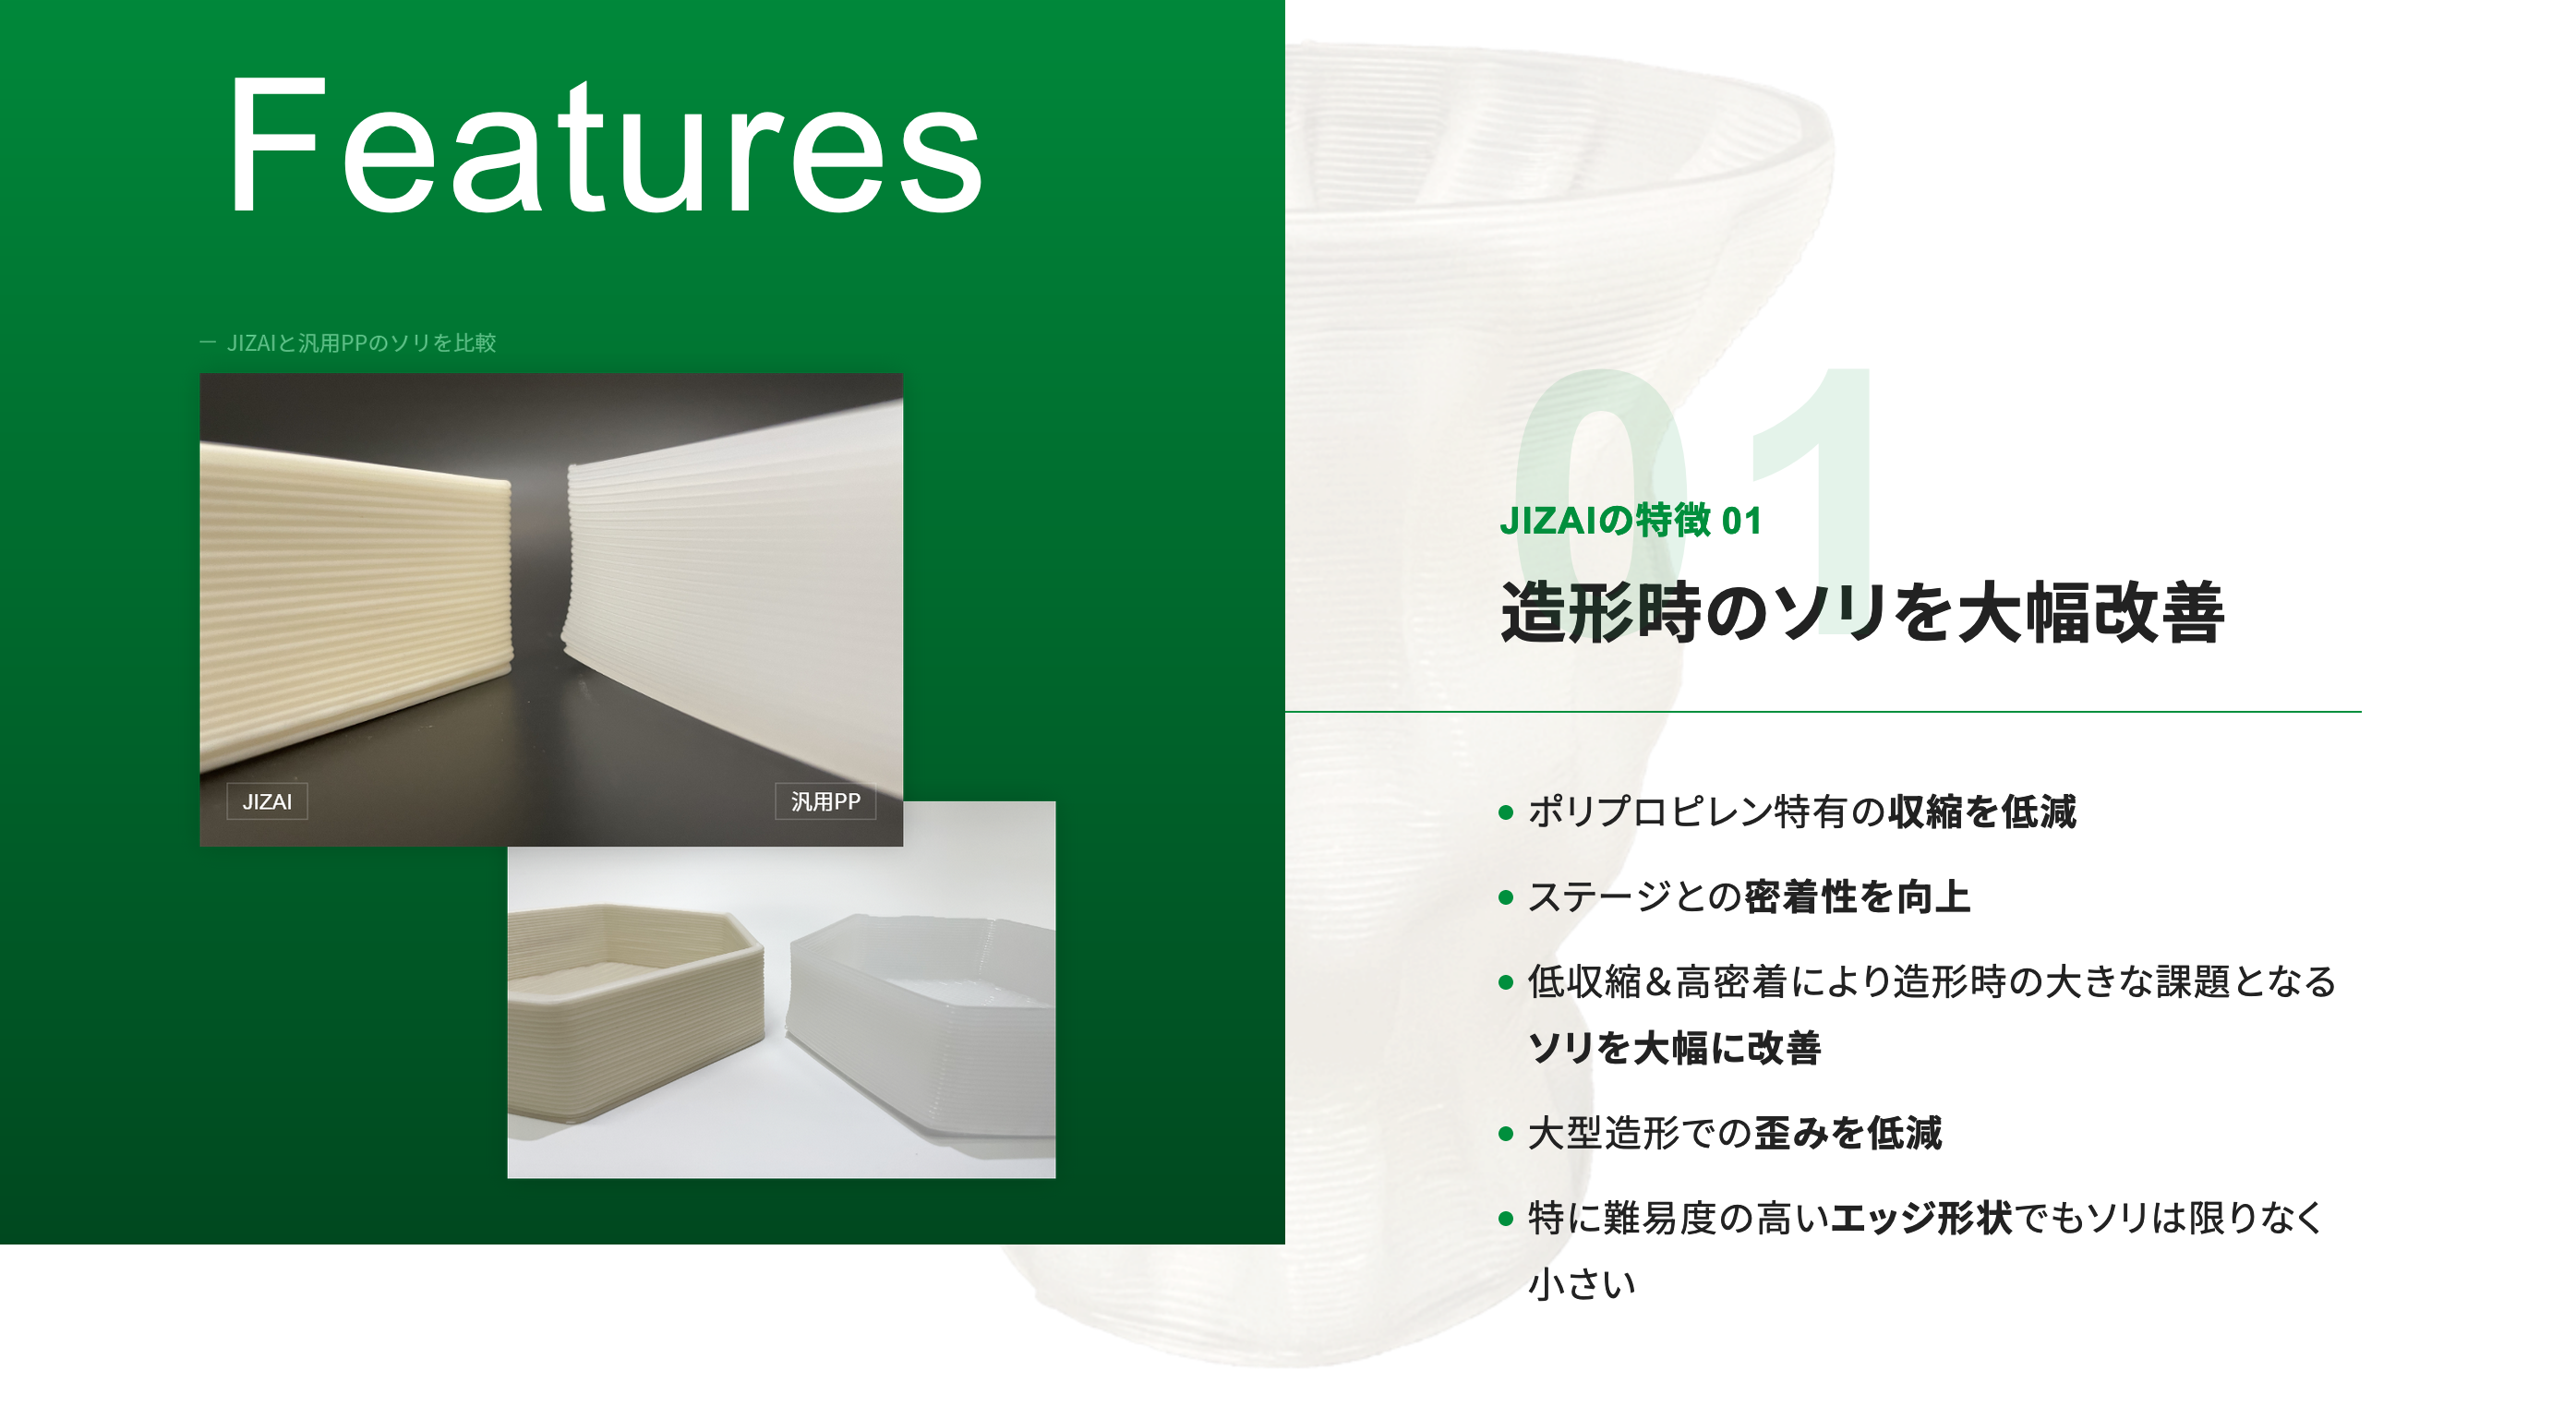 Features
— JIZAIと汎用PPのソリを比較
JIZAI
汎用PP
01
JIZAIの特徴 01
造形時のソリを大幅改善
● ポリプロピレン特有の収縮を低減
● ステージとの密着性を向上
● 低収縮＆高密着により造形時の大きな課題となる
ソリを大幅に改善
● 大型造形での歪みを低減
● 特に難易度の高いエッジ形状でもソリは限りなく
小さい